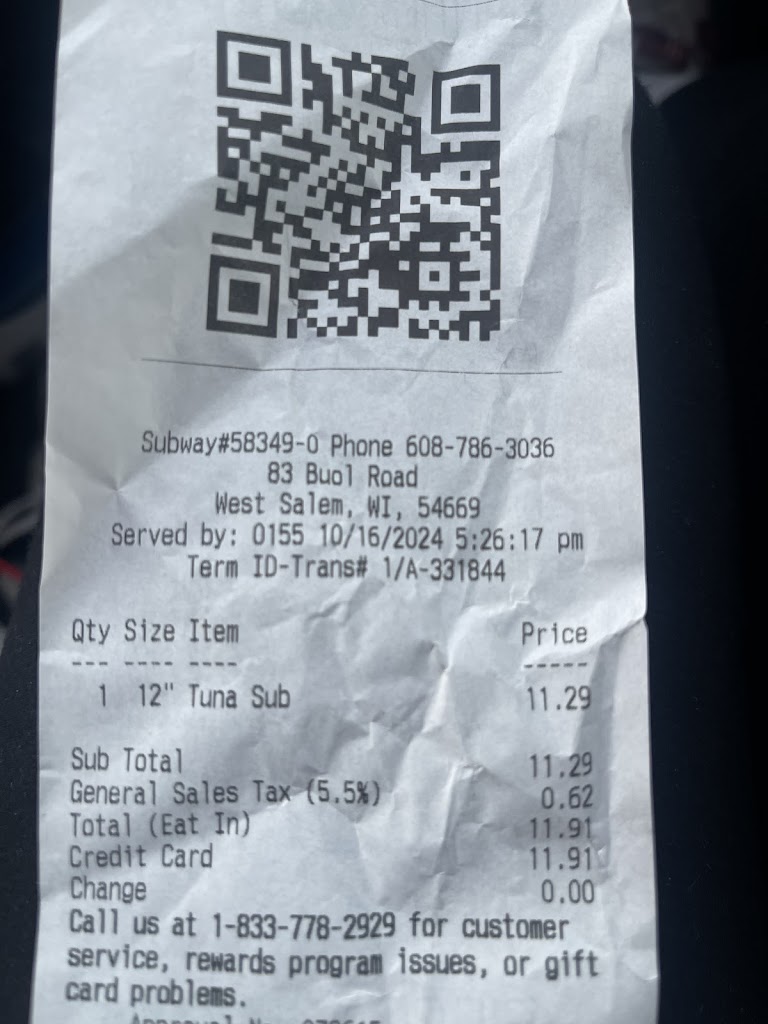 Subway#58349-0 Phone 608-786-3036
83 Buol Road
West Salem, WI, 54669
Served by: 0155 10/16/2024 5:26:17 pm
Term ID-Trans# 1/A-331844
Qty Size Item Price
--- ---- ---- -----
1 12" Tuna Sub 11.29
Sub Total 11.29
General Sales Tax (5.5%) 0.62
Total (Eat In) 11.91
Credit Card 11.91
Change 0.00
Call us at 1-833-778-2929 for customer
service, rewards program issues, or gift
card problems.